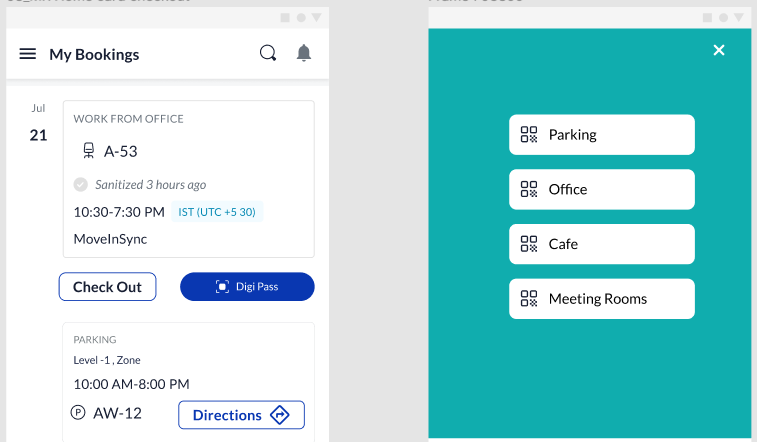 My Bookings
Jul
21
WORK FROM OFFICE
A-53
Sanitized 3 hours ago
10:30-7:30 PM IST (UTC +5 30)
MoveInSync
Check Out
Digi Pass
PARKING
Level -1 , Zone
10:00 AM-8:00 PM
P AW-12
Directions
Parking
Office
Cafe
Meeting Rooms